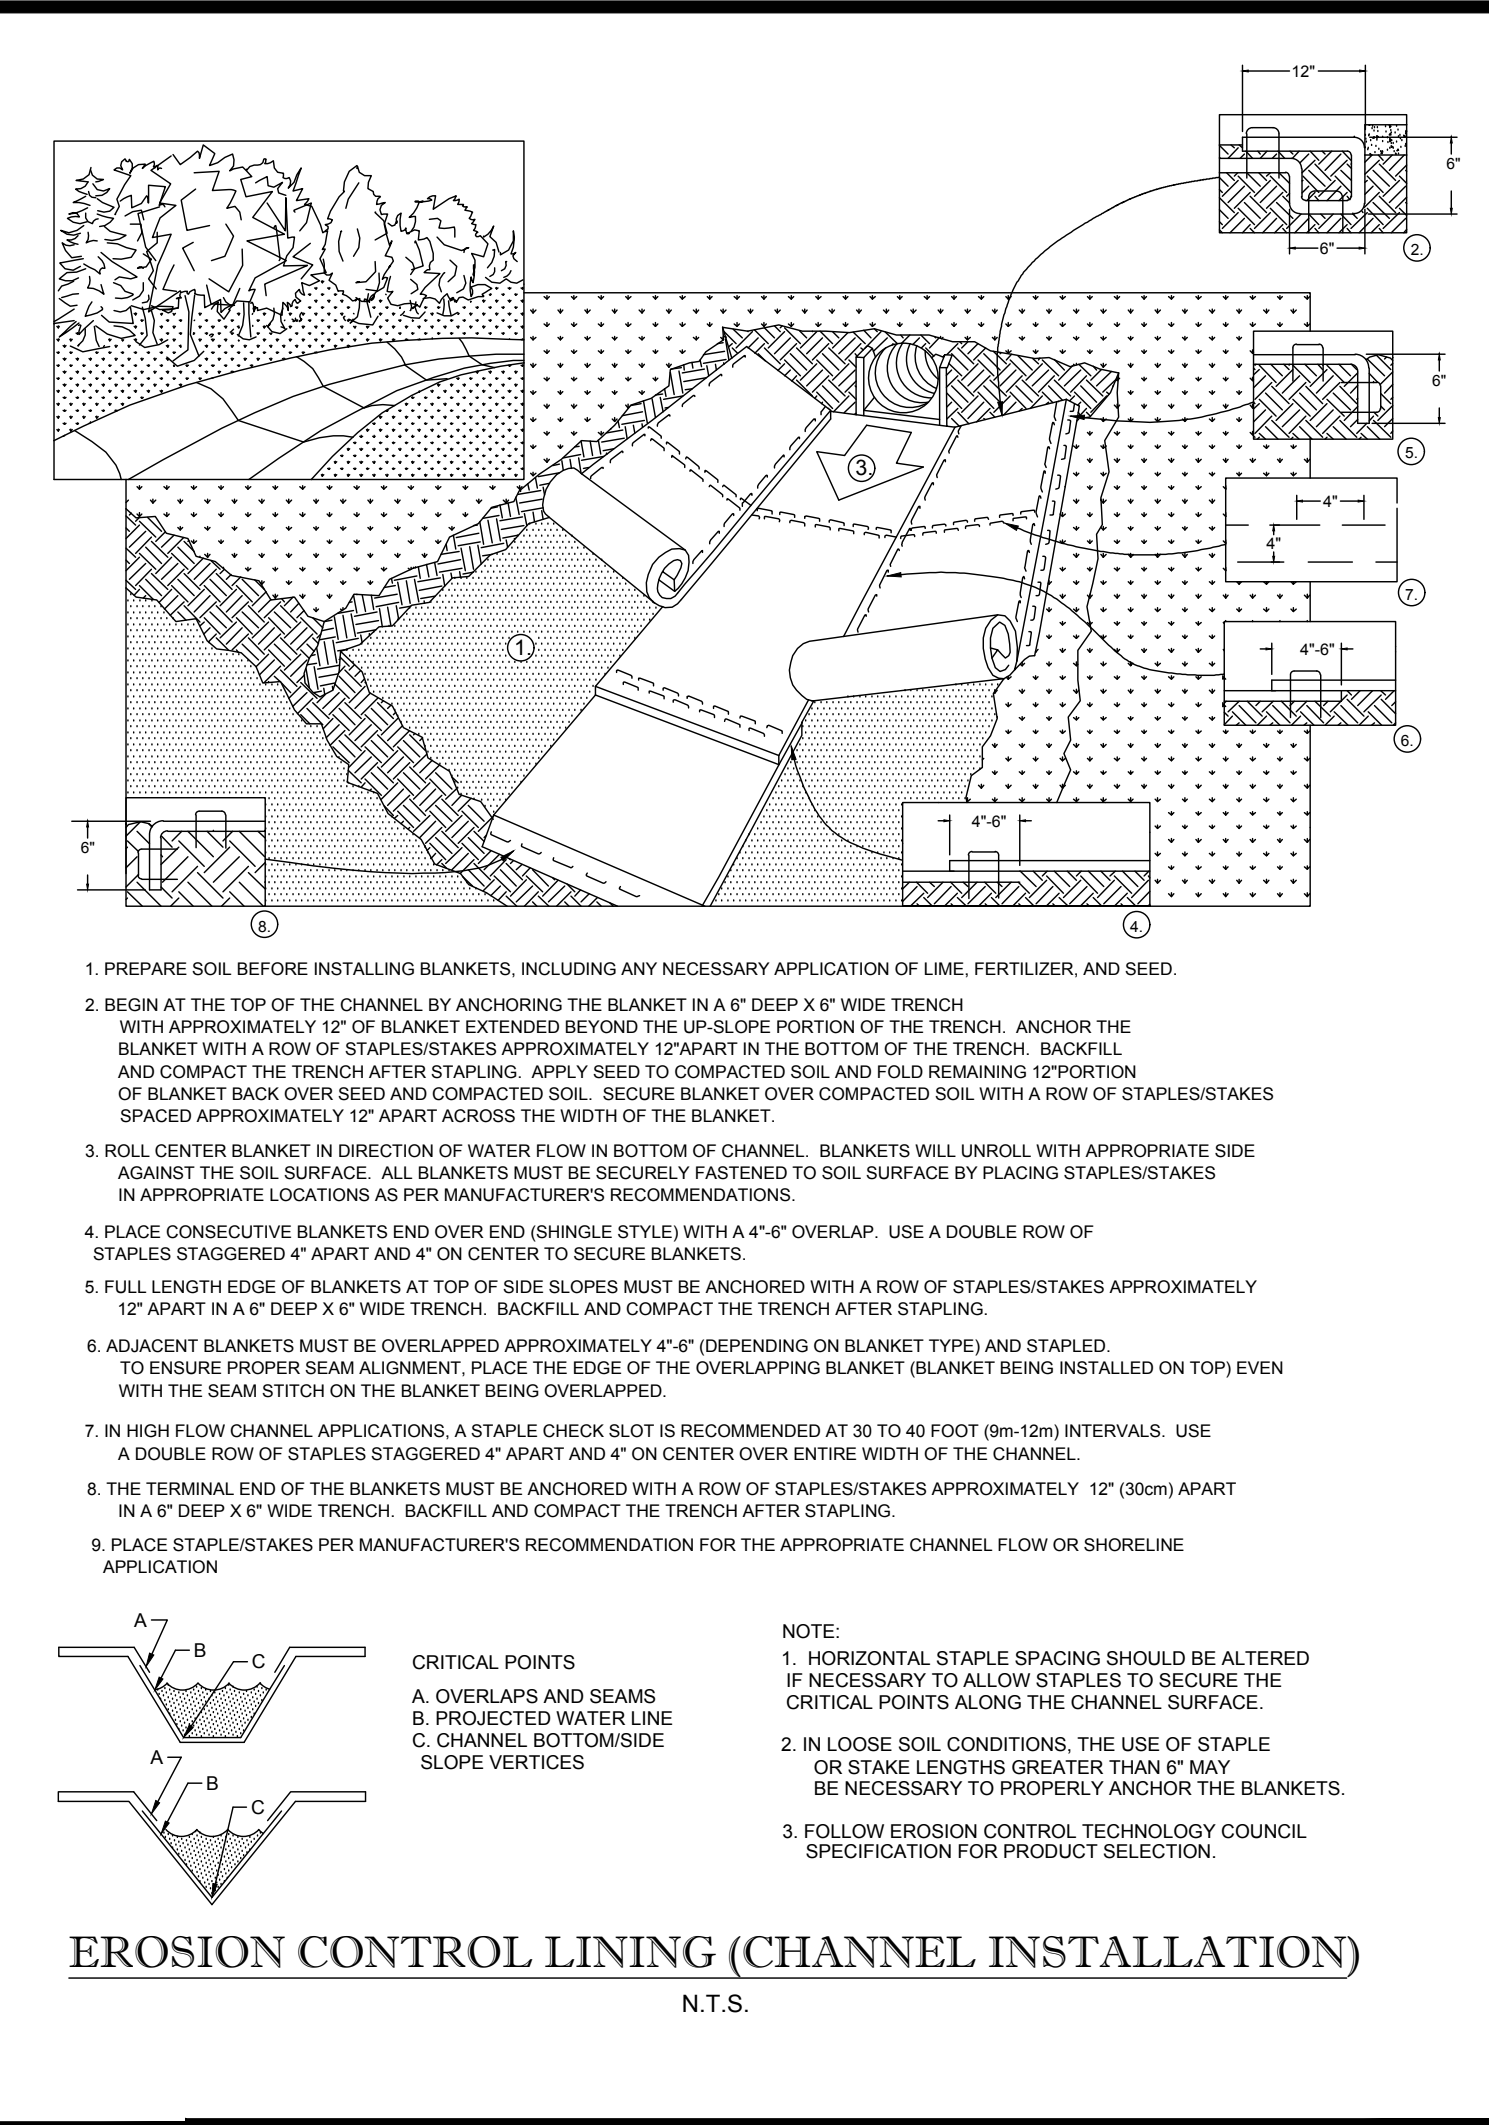 12"
6"
6"
2.
6"
5.
3.
4"
4"
7.
1.
4"-6"
6.
4"-6"
6"
8.
4.
1. PREPARE SOIL BEFORE INSTALLING BLANKETS, INCLUDING ANY NECESSARY APPLICATION OF LIME, FERTILIZER, AND SEED.
2. BEGIN AT THE TOP OF THE CHANNEL BY ANCHORING THE BLANKET IN A 6" DEEP X 6" WIDE TRENCH
WITH APPROXIMATELY 12" OF BLANKET EXTENDED BEYOND THE UP-SLOPE PORTION OF THE TRENCH. ANCHOR THE
BLANKET WITH A ROW OF STAPLES/STAKES APPROXIMATELY 12"APART IN THE BOTTOM OF THE TRENCH. BACKFILL
AND COMPACT THE TRENCH AFTER STAPLING. APPLY SEED TO COMPACTED SOIL AND FOLD REMAINING 12"PORTION
OF BLANKET BACK OVER SEED AND COMPACTED SOIL. SECURE BLANKET OVER COMPACTED SOIL WITH A ROW OF STAPLES/STAKES
SPACED APPROXIMATELY 12" APART ACROSS THE WIDTH OF THE BLANKET.
3. ROLL CENTER BLANKET IN DIRECTION OF WATER FLOW IN BOTTOM OF CHANNEL. BLANKETS WILL UNROLL WITH APPROPRIATE SIDE
AGAINST THE SOIL SURFACE. ALL BLANKETS MUST BE SECURELY FASTENED TO SOIL SURFACE BY PLACING STAPLES/STAKES
IN APPROPRIATE LOCATIONS AS PER MANUFACTURER'S RECOMMENDATIONS.
4. PLACE CONSECUTIVE BLANKETS END OVER END (SHINGLE STYLE) WITH A 4"-6" OVERLAP. USE A DOUBLE ROW OF
STAPLES STAGGERED 4" APART AND 4" ON CENTER TO SECURE BLANKETS.
5. FULL LENGTH EDGE OF BLANKETS AT TOP OF SIDE SLOPES MUST BE ANCHORED WITH A ROW OF STAPLES/STAKES APPROXIMATELY
12" APART IN A 6" DEEP X 6" WIDE TRENCH. BACKFILL AND COMPACT THE TRENCH AFTER STAPLING.
6. ADJACENT BLANKETS MUST BE OVERLAPPED APPROXIMATELY 4"-6" (DEPENDING ON BLANKET TYPE) AND STAPLED.
TO ENSURE PROPER SEAM ALIGNMENT, PLACE THE EDGE OF THE OVERLAPPING BLANKET (BLANKET BEING INSTALLED ON TOP) EVEN
WITH THE SEAM STITCH ON THE BLANKET BEING OVERLAPPED.
7. IN HIGH FLOW CHANNEL APPLICATIONS, A STAPLE CHECK SLOT IS RECOMMENDED AT 30 TO 40 FOOT (9m-12m) INTERVALS. USE
A DOUBLE ROW OF STAPLES STAGGERED 4" APART AND 4" ON CENTER OVER ENTIRE WIDTH OF THE CHANNEL.
8. THE TERMINAL END OF THE BLANKETS MUST BE ANCHORED WITH A ROW OF STAPLES/STAKES APPROXIMATELY 12" (30cm) APART
IN A 6" DEEP X 6" WIDE TRENCH. BACKFILL AND COMPACT THE TRENCH AFTER STAPLING.
9. PLACE STAPLE/STAKES PER MANUFACTURER'S RECOMMENDATION FOR THE APPROPRIATE CHANNEL FLOW OR SHORELINE
APPLICATION
A
B
C
A
B
C
CRITICAL POINTS
A. OVERLAPS AND SEAMS
B. PROJECTED WATER LINE
C. CHANNEL BOTTOM/SIDE
SLOPE VERTICES
NOTE:
1. HORIZONTAL STAPLE SPACING SHOULD BE ALTERED
IF NECESSARY TO ALLOW STAPLES TO SECURE THE
CRITICAL POINTS ALONG THE CHANNEL SURFACE.
2. IN LOOSE SOIL CONDITIONS, THE USE OF STAPLE
OR STAKE LENGTHS GREATER THAN 6" MAY
BE NECESSARY TO PROPERLY ANCHOR THE BLANKETS.
3. FOLLOW EROSION CONTROL TECHNOLOGY COUNCIL
SPECIFICATION FOR PRODUCT SELECTION.
EROSION CONTROL LINING (CHANNEL INSTALLATION)
N.T.S.